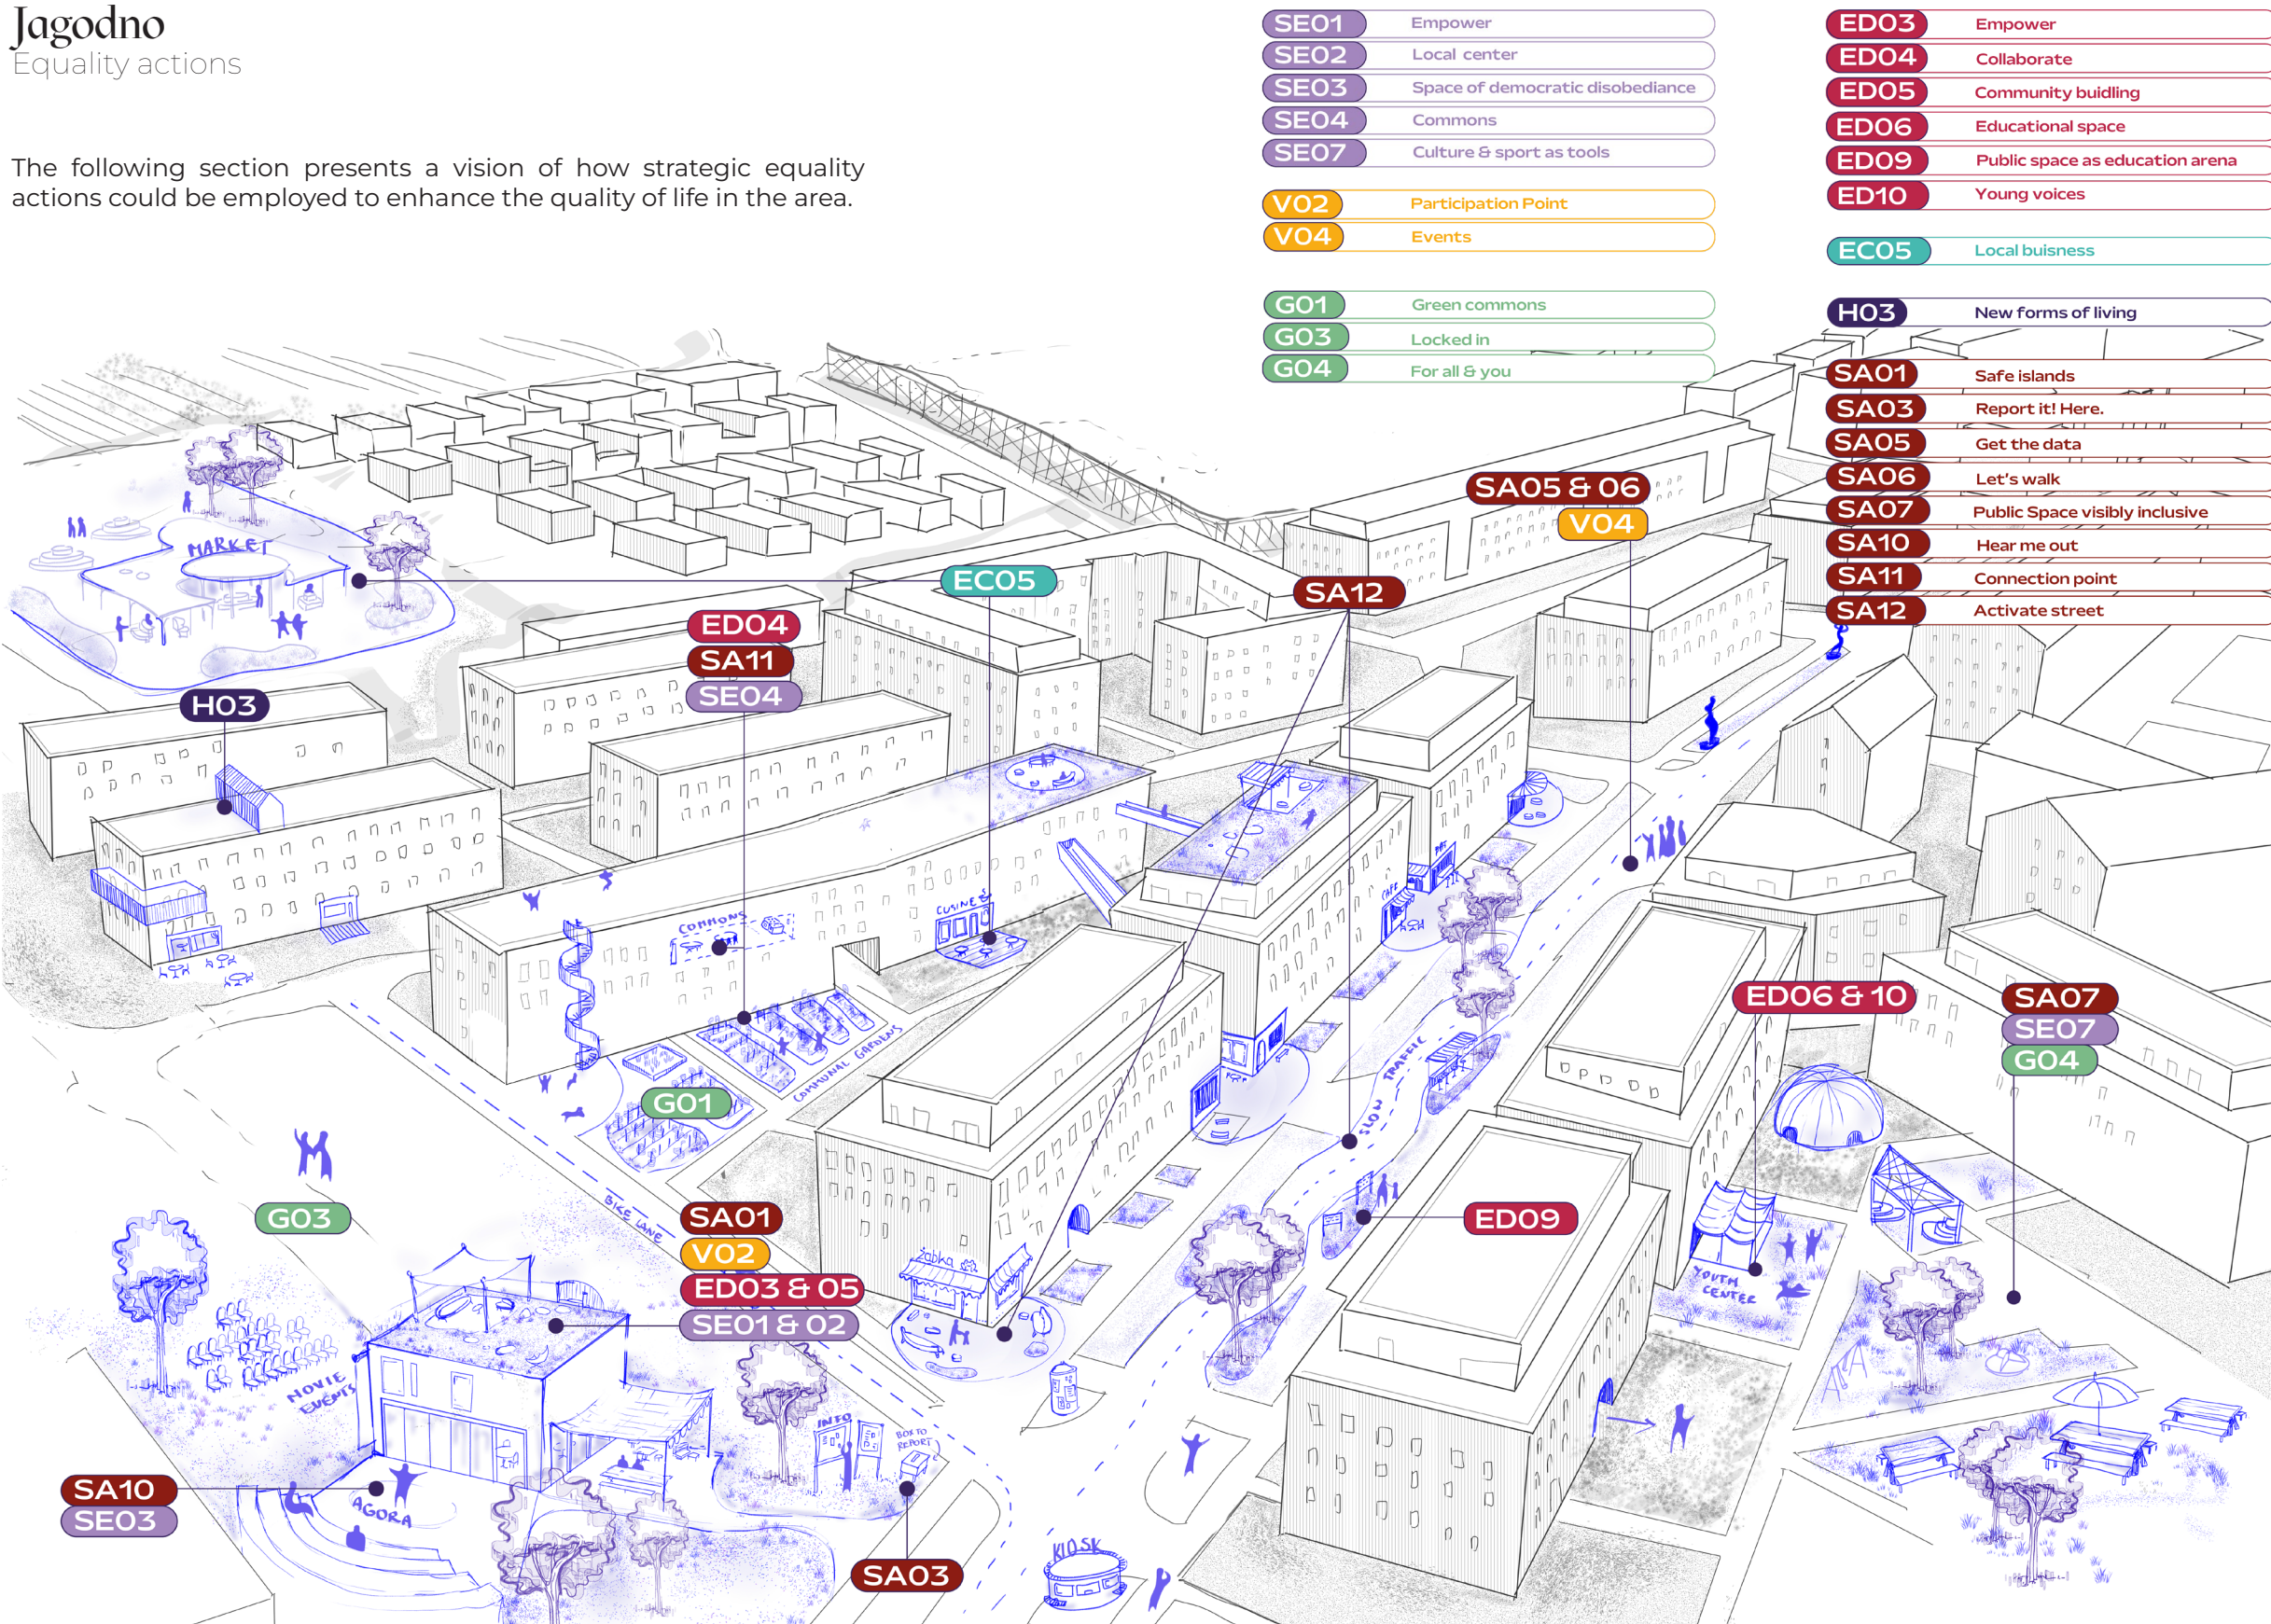 Jagodno
Equality actions
The following section presents a vision of how strategic equality
actions could be employed to enhance the quality of life in the area.
SE01 Empower
SE02 Local center
SE03 Space of democratic disobediance
SE04 Commons
SE07 Culture & sport as tools
V02 Participation Point
V04 Events
G01 Green commons
G03 Locked in
G04 For all & you
ED03 Empower
ED04 Collaborate
ED05 Community buidling
ED06 Educational space
ED09 Public space as education arena
ED10 Young voices
EC05 Local buisness
H03 New forms of living
SA01 Safe islands
SA03 Report it! Here.
SA05 Get the data
SA06 Let's walk
SA07 Public Space visibly inclusive
SA10 Hear me out
SA11 Connection point
SA12 Activate street
SA05 & 06
V04
MARKET
EC05
SA12
ED04
SA11
SE04
H03
COMMONS
CUSINE
CAFE
ED06 & 10
SA07
SE07
G04
COMMUNAL GARDENS
SLOW TRAFFIC
G01
BIKE LANE
G03
SA01
V02
ED03 & 05
SE01 & 02
ED09
żabka
YOUTH
CENTER
MOVIE
EVENTS
INFO
BOX TO
REPORT
SA10
SE03
AGORA
SA03
KIOSK